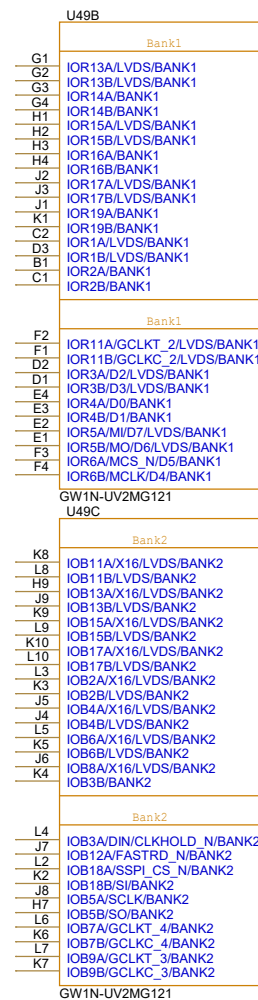 U49B
Bank1
G1 IOR13A/LVDS/BANK1
G2 IOR13B/LVDS/BANK1
G3 IOR14A/BANK1
G4 IOR14B/BANK1
H1 IOR15A/LVDS/BANK1
H2 IOR15B/LVDS/BANK1
H3 IOR16A/BANK1
H4 IOR16B/BANK1
J2 IOR17A/LVDS/BANK1
J3 IOR17B/LVDS/BANK1
J1 IOR19A/BANK1
K1 IOR19B/BANK1
C2 IOR1A/LVDS/BANK1
D3 IOR1B/LVDS/BANK1
B1 IOR2A/BANK1
C1 IOR2B/BANK1
Bank1
F2 IOR11A/GCLKT_2/LVDS/BANK1
F1 IOR11B/GCLKC_2/LVDS/BANK1
D2 IOR3A/D2/LVDS/BANK1
D1 IOR3B/D3/LVDS/BANK1
E4 IOR4A/D0/BANK1
E3 IOR4B/D1/BANK1
E2 IOR5A/MI/D7/LVDS/BANK1
E1 IOR5B/MO/D6/LVDS/BANK1
F3 IOR6A/MCS_N/D5/BANK1
F4 IOR6B/MCLK/D4/BANK1
GW1N-UV2MG121
U49C
Bank2
K8 IOB11A/X16/LVDS/BANK2
L8 IOB11B/LVDS/BANK2
H9 IOB13A/X16/LVDS/BANK2
J9 IOB13B/LVDS/BANK2
K9 IOB15A/X16/LVDS/BANK2
L9 IOB15B/LVDS/BANK2
K10 IOB17A/X16/LVDS/BANK2
L10 IOB17B/LVDS/BANK2
L3 IOB2A/X16/LVDS/BANK2
K3 IOB2B/LVDS/BANK2
J5 IOB4A/X16/LVDS/BANK2
J4 IOB4B/LVDS/BANK2
L5 IOB6A/X16/LVDS/BANK2
K5 IOB6B/LVDS/BANK2
J6 IOB8A/X16/LVDS/BANK2
K4 IOB3B/BANK2
Bank2
L4 IOB3A/DIN/CLKHOLD_N/BANK2
J7 IOB12A/FASTRD_N/BANK2
L2 IOB18A/SSPI_CS_N/BANK2
K2 IOB18B/SI/BANK2
J8 IOB5A/SCLK/BANK2
H7 IOB5B/SO/BANK2
L6 IOB7A/GCLKT_4/BANK2
K6 IOB7B/GCLKC_4/BANK2
L7 IOB9A/GCLKT_3/BANK2
K7 IOB9B/GCLKC_3/BANK2
GW1N-UV2MG121